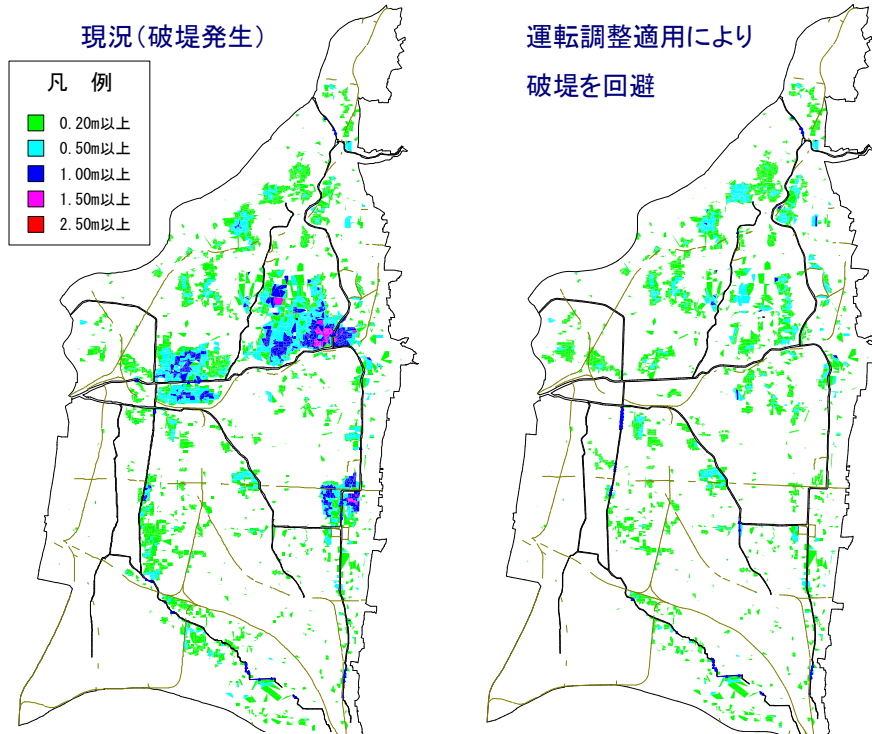 現況(破堤発生)
運転調整適用により
破堤を回避
凡 例
0.20m以上
0.50m以上
1.00m以上
1.50m以上
2.50m以上